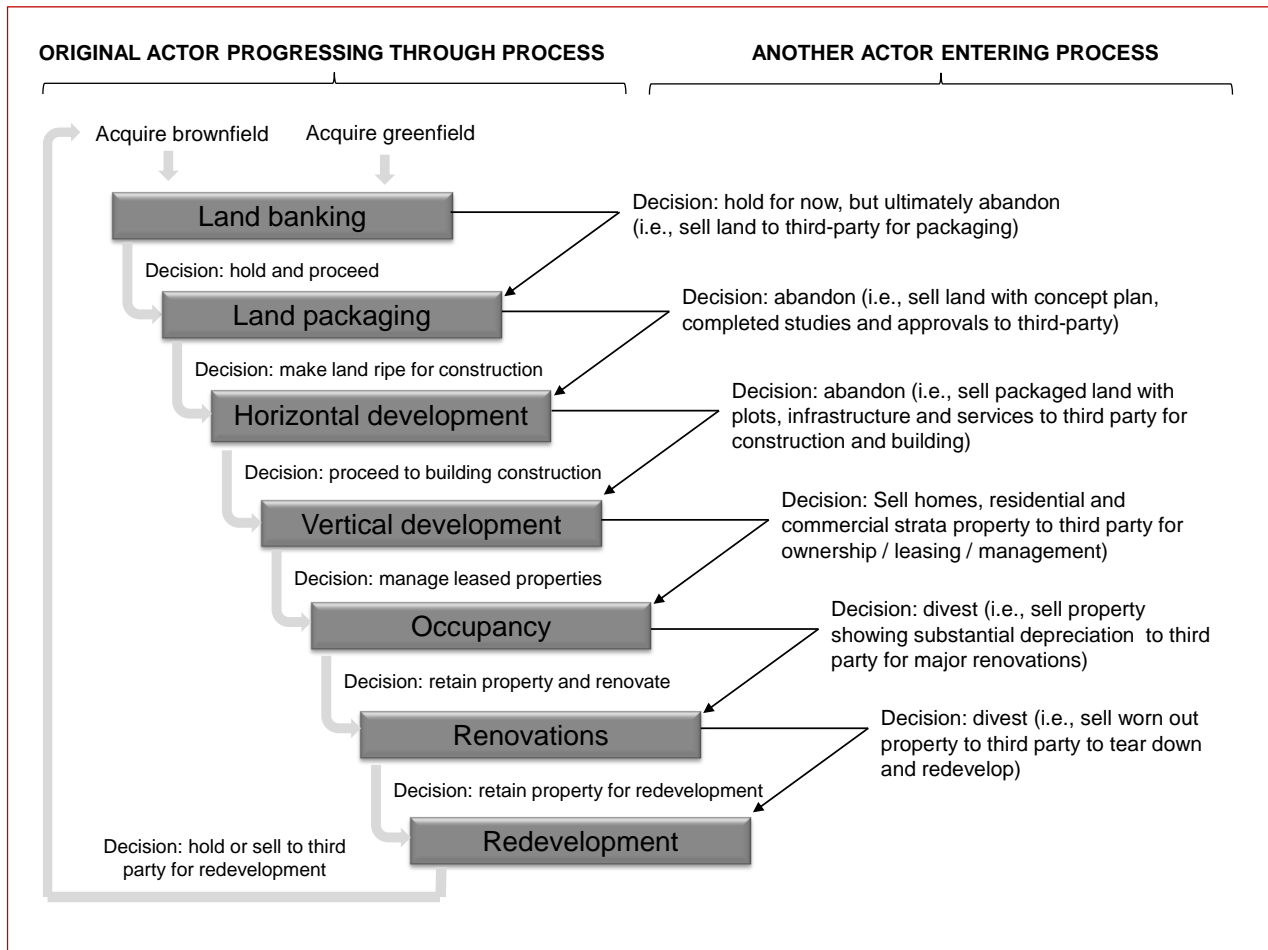 ORIGINAL ACTOR PROGRESSING THROUGH PROCESS
ANOTHER ACTOR ENTERING PROCESS
Acquire brownfield
Acquire greenfield
Land banking
Decision: hold for now, but ultimately abandon
(i.e., sell land to third-party for packaging)
Decision: hold and proceed
Land packaging
Decision: abandon (i.e., sell land with concept plan,
completed studies and approvals to third-party)
Decision: make land ripe for construction
Horizontal development
Decision: abandon (i.e., sell packaged land with
plots, infrastructure and services to third party for
construction and building)
Decision: proceed to building construction
Vertical development
Decision: Sell homes, residential and
commercial strata property to third party for
ownership / leasing / management)
Decision: manage leased properties
Occupancy
Decision: divest (i.e., sell property
showing substantial depreciation to third
party for major renovations)
Decision: retain property and renovate
Renovations
Decision: divest (i.e., sell worn out
property to third party to tear down
and redevelop)
Decision: retain property for redevelopment
Redevelopment
Decision: hold or sell to third
party for redevelopment